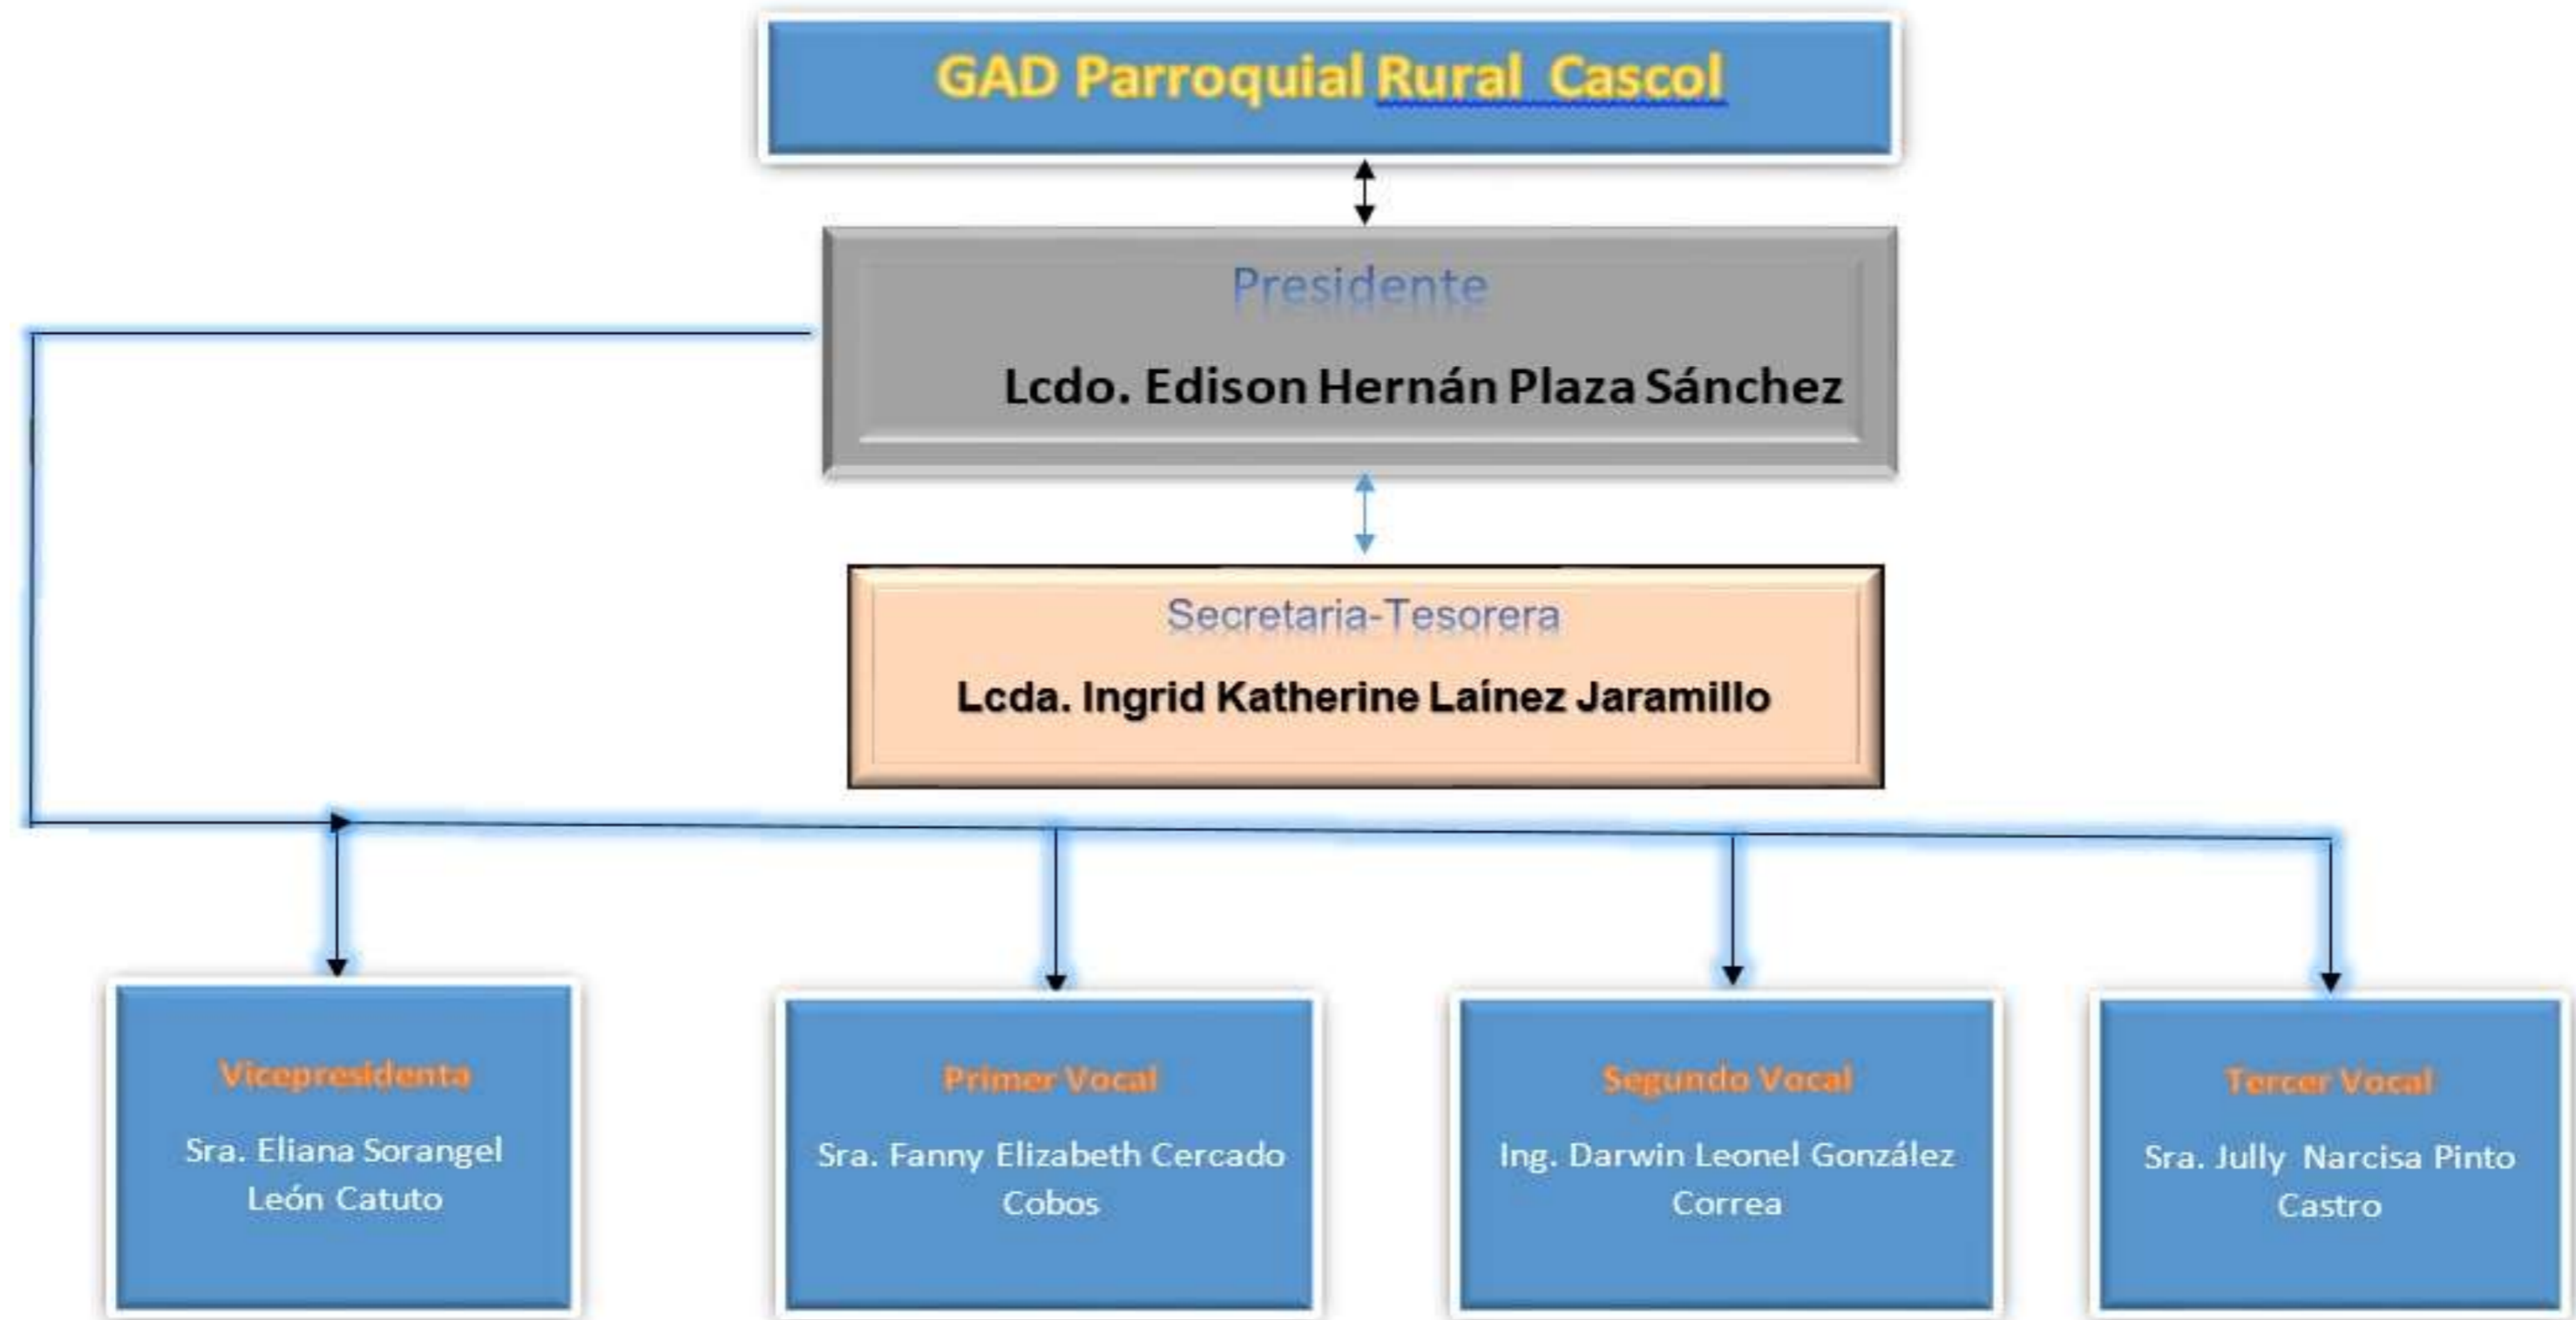 GAD Parroquial Rural Cascol
Presidente
Lcdo. Edison Hernán Plaza Sánchez
Secretaria-Tesorera
Lcda. Ingrid Katherine Laínez Jaramillo
Vicepresidenta
Sra. Eliana Sorangel
León Catuto
Primer Vocal
Sra. Fanny Elizabeth Cercado
Cobos
Segundo Vocal
Ing. Darwin Leonel González
Correa
Tercer Vocal
Sra. Jully Narcisa Pinto
Castro